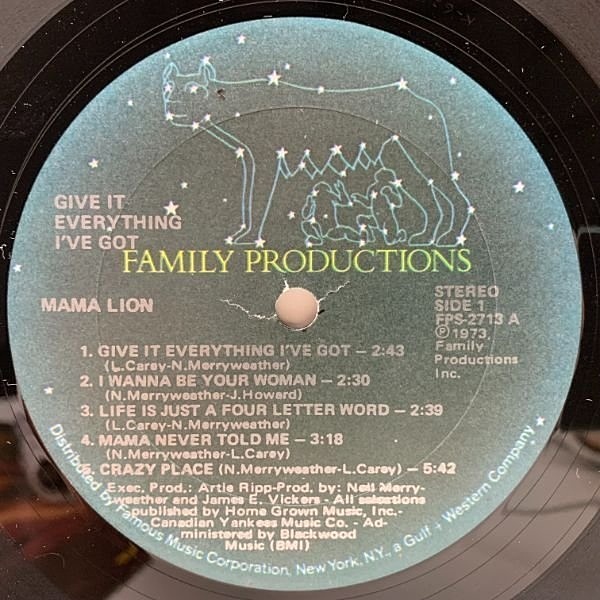 GIVE IT
EVERYTHING
I'VE GOT
FAMILY PRODUCTIONS
MAMA LION
STEREO
SIDE 1
FPS-2713 A
Ⓟ1973,
Family
Productions
Inc.
1. GIVE IT EVERYTHING I'VE GOT – 2:43
(L.Carey-N.Merryweather)
2. I WANNA BE YOUR WOMAN – 2:30
(N.Merryweather-J.Howard)
3. LIFE IS JUST A FOUR LETTER WORD – 2:39
(L.Carey-N.Merryweather)
4. MAMA NEVER TOLD ME – 3:18
(N.Merryweather-L.Carey)
5. CRAZY PLACE (N.Merryweather-L.Carey) – 5:42
Exec. Prod.: Artie Ripp-Prod. by: Neil Merry-
weather and James E. Vickers - All selections
published by Home Grown Music, Inc.-
Canadian Yankees Music Co. - Ad-
ministered by Blackwood
Music (BMI)
Distributed by Famous Music Corporation, New York, N.Y., a Gulf + Western Company